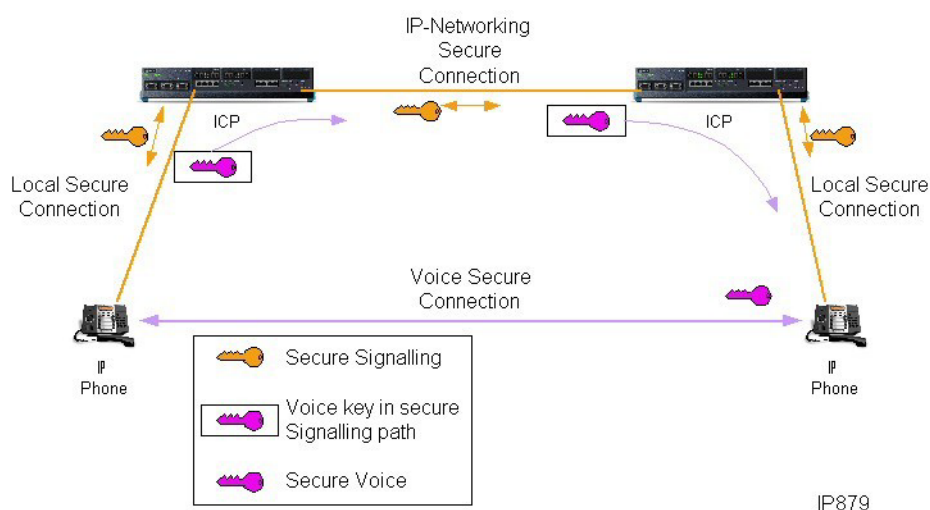 IP-Networking
Secure
Connection
ICP
ICP
Local Secure
Connection
Local Secure
Connection
Voice Secure
Connection
IP
Phone
IP
Phone
Secure Signalling
Voice key in secure
Signalling path
Secure Voice
IP879